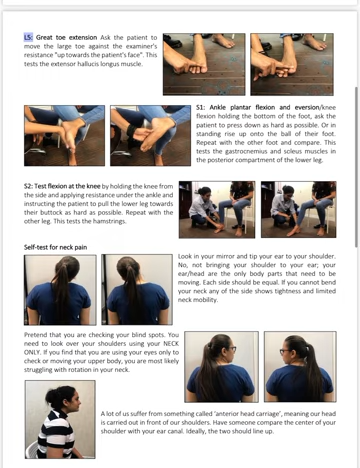 L5: Great toe extension Ask the patient to
move the large toe against the examiner's
resistance "up towards the patient's face". This
tests the extensor hallucis longus muscle.
S1: Ankle plantar flexion and eversion/knee
flexion holding the bottom of the foot, ask the
patient to press down as hard as possible. Or in
standing rise up onto the ball of their foot.
Repeat with the other foot and compare. This
tests the gastrocnemius and scleus muscles in
the posterior compartment of the lower leg.
S2: Test flexion at the knee by holding the knee from
the side and applying resistance under the ankle and
instructing the patient to pull the lower leg towards
their buttock as hard as possible. Repeat with the
other leg. This tests the hamstrings.
Self-test for neck pain
Look in your mirror and tip your ear to your shoulder.
No, not bringing your shoulder to your ear; your
ear/head are the only body parts that need to be
moving. Each side should be equal. If you cannot bend
your neck any of the side shows tightness and limited
neck mobility.
Pretend that you are checking your blind spots. You
need to look over your shoulders using your NECK
ONLY. If you find that you are using your eyes only to
check or moving your upper body, you are most likely
struggling with rotation in your neck.
A lot of us suffer from something called 'anterior head carriage', meaning our head
is carried out in front of our shoulders. Have someone compare the center of your
shoulder with your ear canal. Ideally, the two should line up.